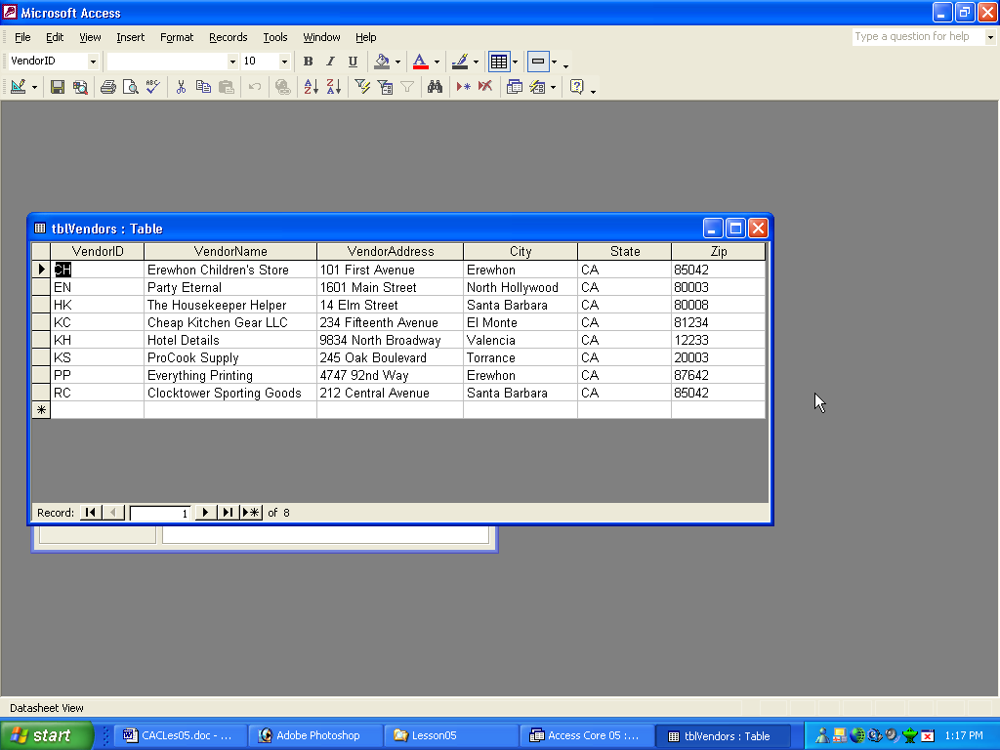 Microsoft Access
File Edit View Insert Format Records Tools Window Help
Type a question for help
VendorID 10 B I U
tblVendors : Table
VendorID VendorName VendorAddress City State Zip
CH Erewhon Children's Store 101 First Avenue Erewhon CA 85042
EN Party Eternal 1601 Main Street North Hollywood CA 80003
HK The Housekeeper Helper 14 Elm Street Santa Barbara CA 80008
KC Cheap Kitchen Gear LLC 234 Fifteenth Avenue El Monte CA 81234
KH Hotel Details 9834 North Broadway Valencia CA 12233
KS ProCook Supply 245 Oak Boulevard Torrance CA 20003
PP Everything Printing 4747 92nd Way Erewhon CA 87642
RC Clocktower Sporting Goods 212 Central Avenue Santa Barbara CA 85042
Record: 1 of 8
Datasheet View
start CACLes05.doc - ... Adobe Photoshop Lesson05 Access Core 05 :... tblVendors : Table 1:17 PM